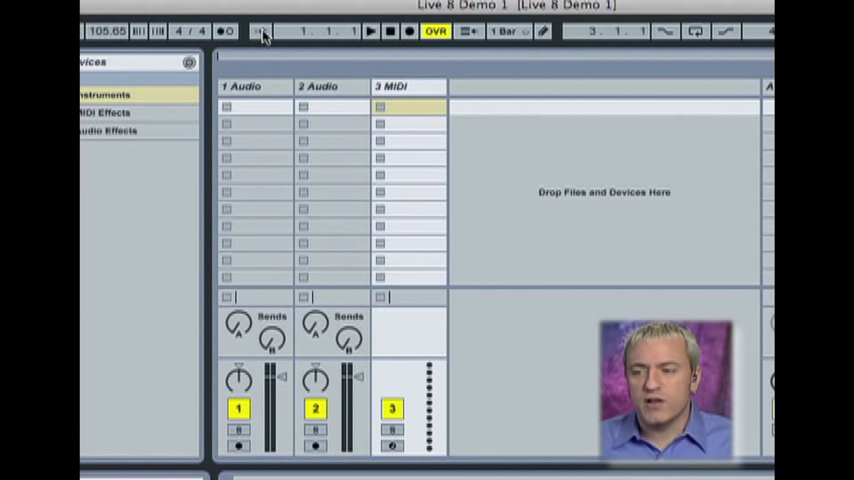 Live 8 Demo 1 [Live 8 Demo 1]
105.65 4 / 4 1. 1. 1 OVR 1 Bar 3. 1. 1 4
vices
nstruments
MIDI Effects
udio Effects
1 Audio 2 Audio 3 MIDI A
Drop Files and Devices Here
Sends Sends
A B A B
1 2 3
S S S